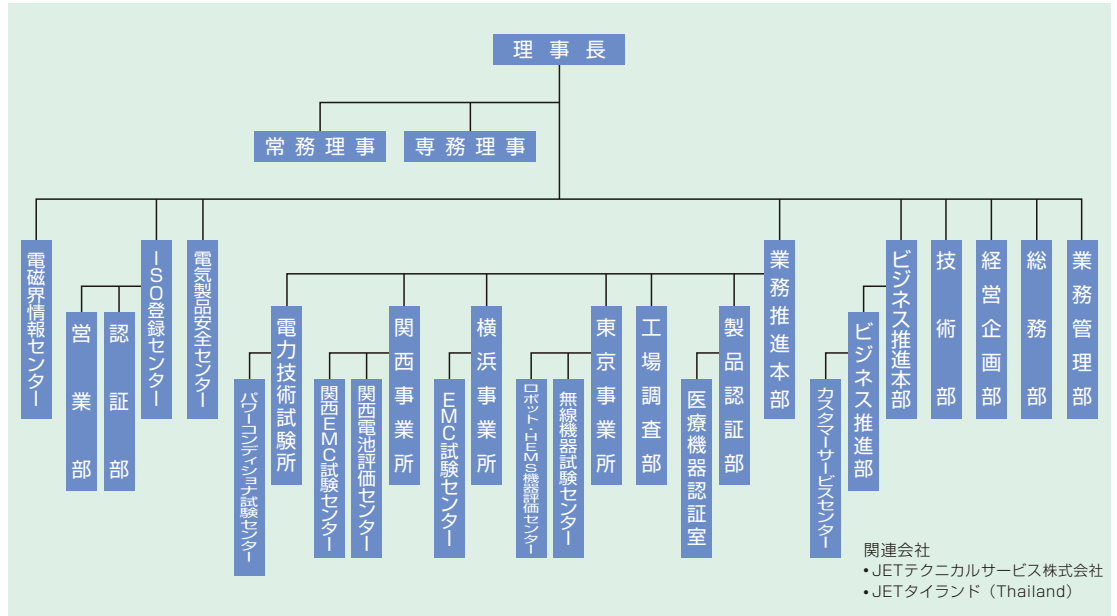 理事長
常務理事
専務理事
電磁界情報センター
ISO登録センター
営業部
認証部
電気製品安全センター
業務推進本部
電力技術試験所
パワーコンディショナ試験センター
関西事業所
関西EMC試験センター
関西電池評価センター
横浜事業所
EMC試験センター
東京事業所
ロボット・HEMS機器評価センター
無線機器試験センター
工場調査部
製品認証部
医療機器認証室
ビジネス推進本部
ビジネス推進部
カスタマーサービスセンター
技術部
経営企画部
総務部
業務管理部
関連会社
•JETテクニカルサービス株式会社
•JETタイランド（Thailand）